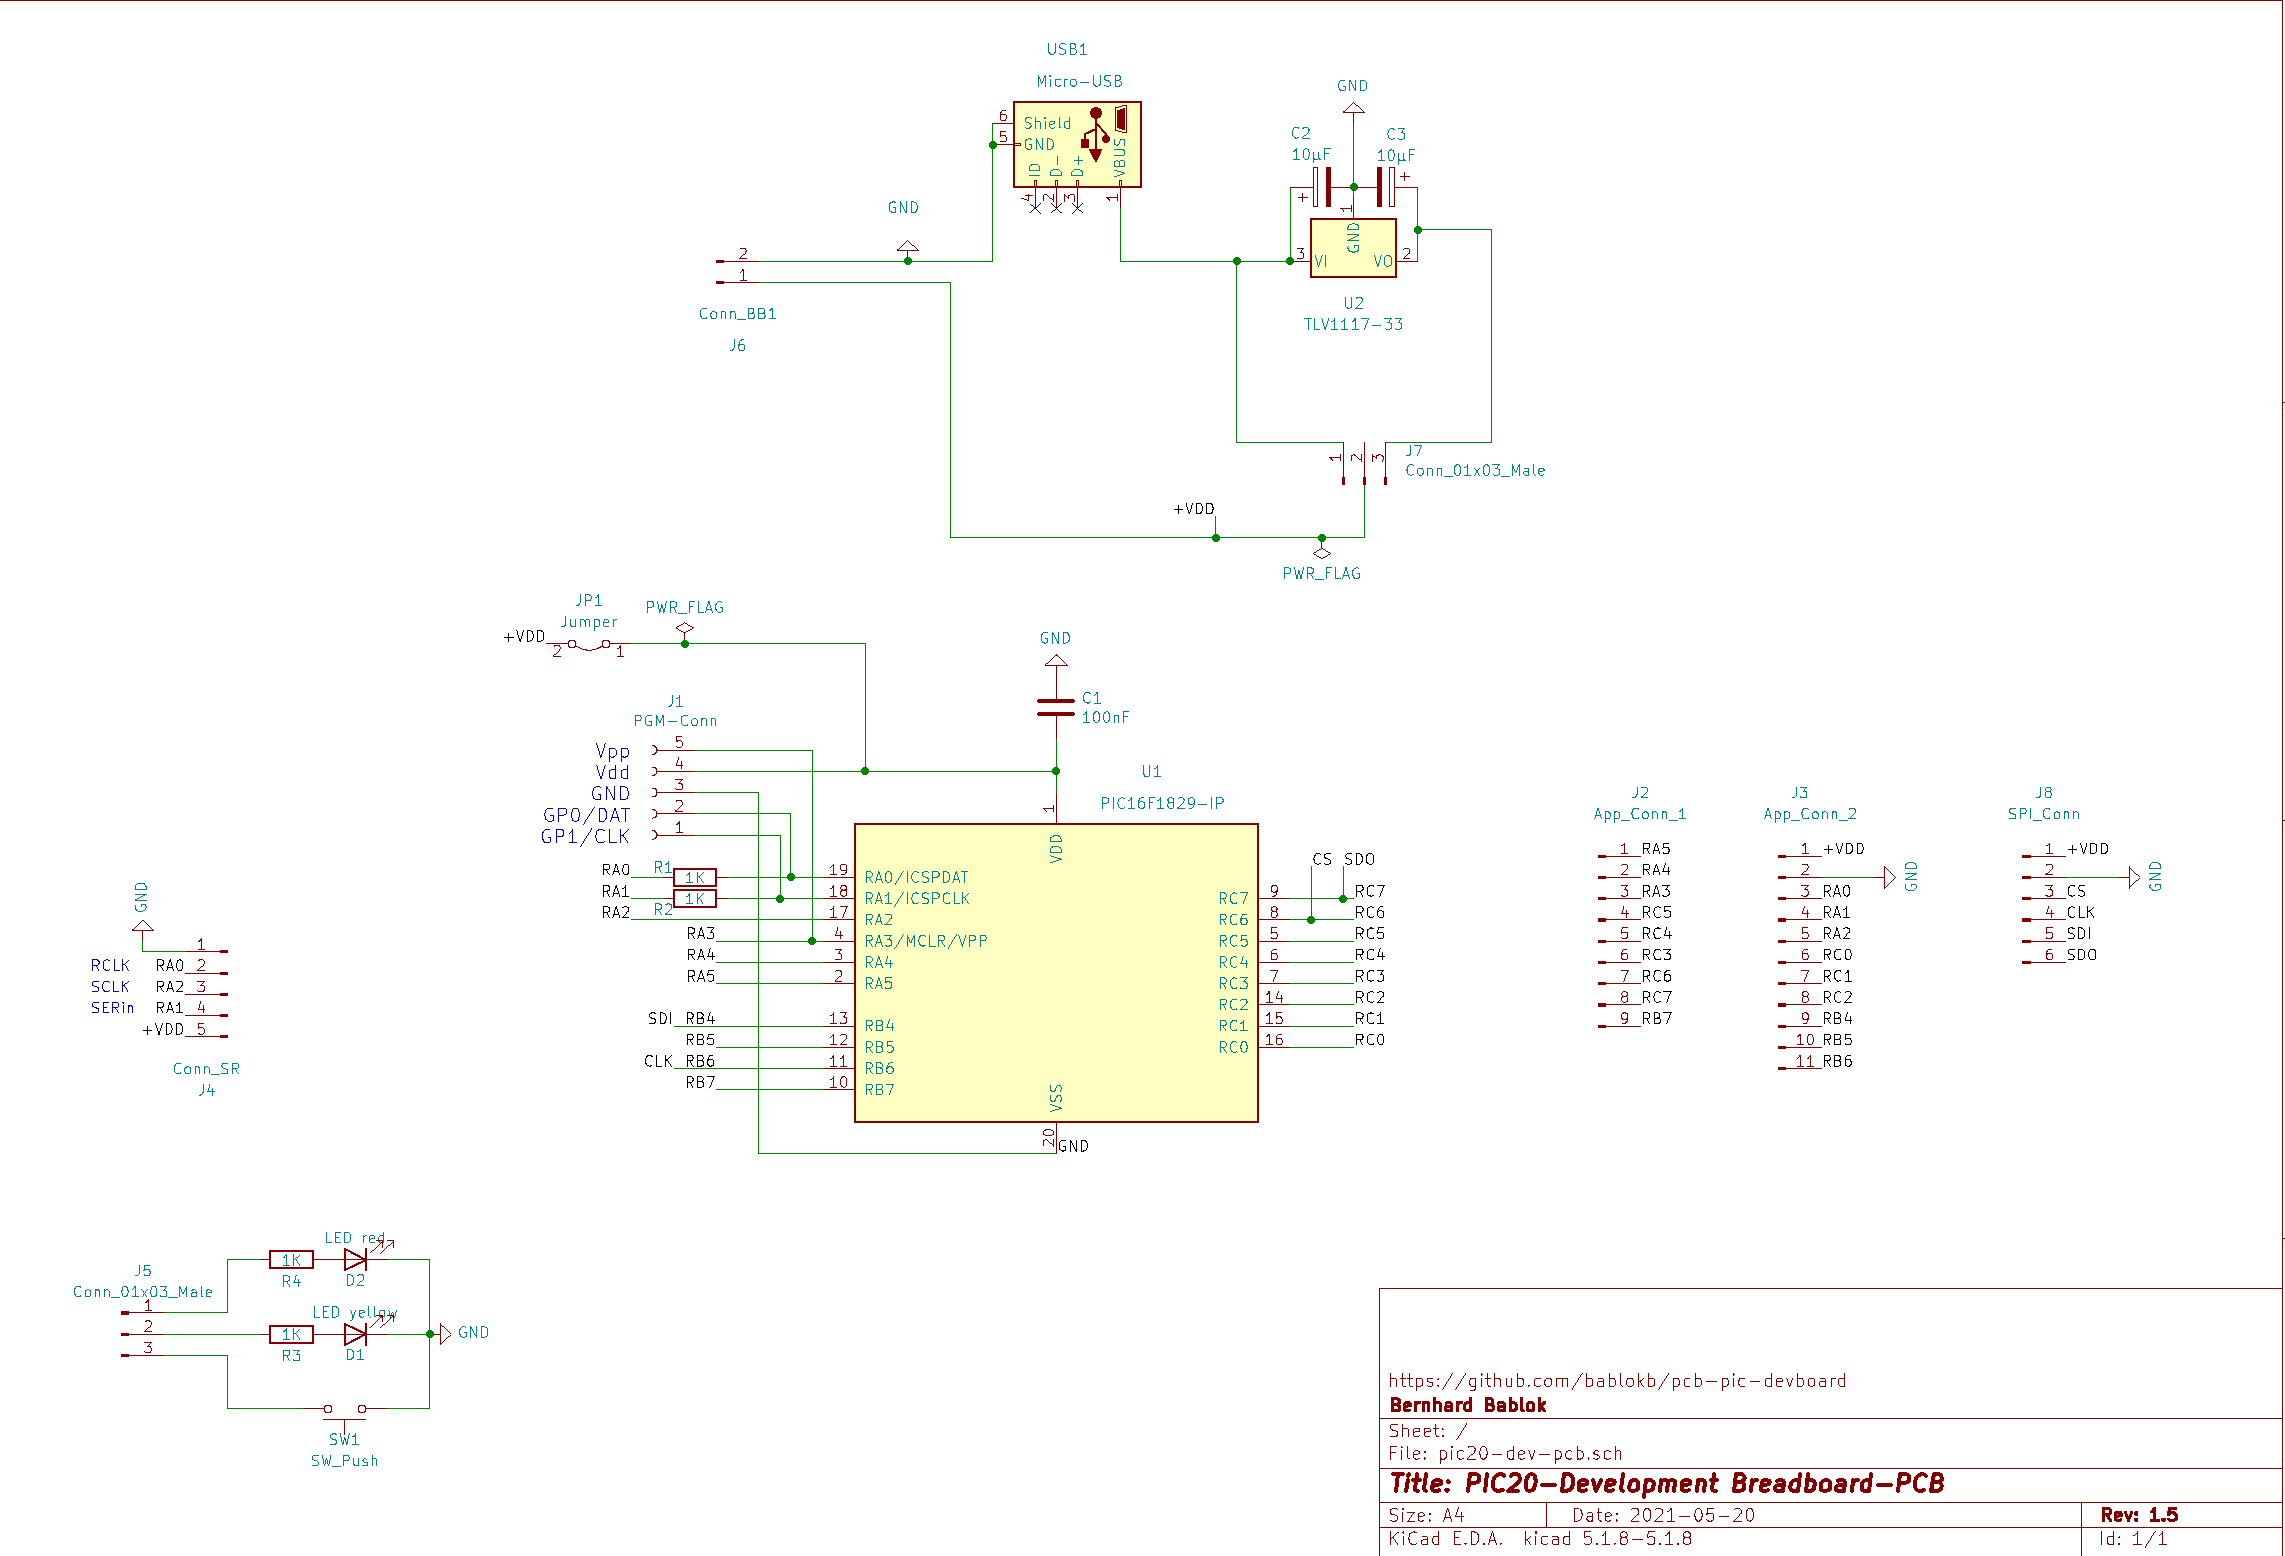 USB1
Micro-USB
6 Shield
5 GND
ID D- D+ VBUS
4 2 3 1
GND
C2 C3
10µF 10µF
+ +
1
GND
3 VI VO 2
U2
TLV1117-33
GND
2
1
Conn_BB1
J6
1 2 3
J7
Conn_01x03_Male
+VDD
PWR_FLAG
JP1
Jumper
+VDD
2 1
PWR_FLAG
GND
C1
100nF
J1
PGM-Conn
Vpp 5
Vdd 4
GND 3
GP0/DAT 2
GP1/CLK 1
U1
PIC16F1829-IP
1
VDD
RA0 R1 1K 19 RA0/ICSPDAT
RA1 1K 18 RA1/ICSPCLK
RA2 R2 17 RA2
RA3 4 RA3/MCLR/VPP
RA4 3 RA4
RA5 2 RA5
SDI RB4 13 RB4
RB5 12 RB5
CLK RB6 11 RB6
RB7 10 RB7
VSS
20 GND
CS SDO
RC7 9 RC7
RC6 8 RC6
RC5 5 RC5
RC4 6 RC4
RC3 7 RC3
RC2 14 RC2
RC1 15 RC1
RC0 16 RC0
J2
App_Conn_1
1 RA5
2 RA4
3 RA3
4 RC5
5 RC4
6 RC3
7 RC6
8 RC7
9 RB7
J3
App_Conn_2
1 +VDD
2 GND
3 RA0
4 RA1
5 RA2
6 RC0
7 RC1
8 RC2
9 RB4
10 RB5
11 RB6
J8
SPI_Conn
1 +VDD
2 GND
3 CS
4 CLK
5 SDI
6 SDO
GND
1
RCLK RA0 2
SCLK RA2 3
SERin RA1 4
+VDD 5
Conn_SR
J4
J5
Conn_01x03_Male
1
2
3
LED red
1K
R4 D2
LED yellow
1K
R3 D1
GND
SW1
SW_Push
https://github.com/bablokb/pcb-pic-devboard
Bernhard Bablok
Sheet: /
File: pic20-dev-pcb.sch
Title: PIC20-Development Breadboard-PCB
Size: A4 Date: 2021-05-20 Rev: 1.5
KiCad E.D.A. kicad 5.1.8-5.1.8 Id: 1/1